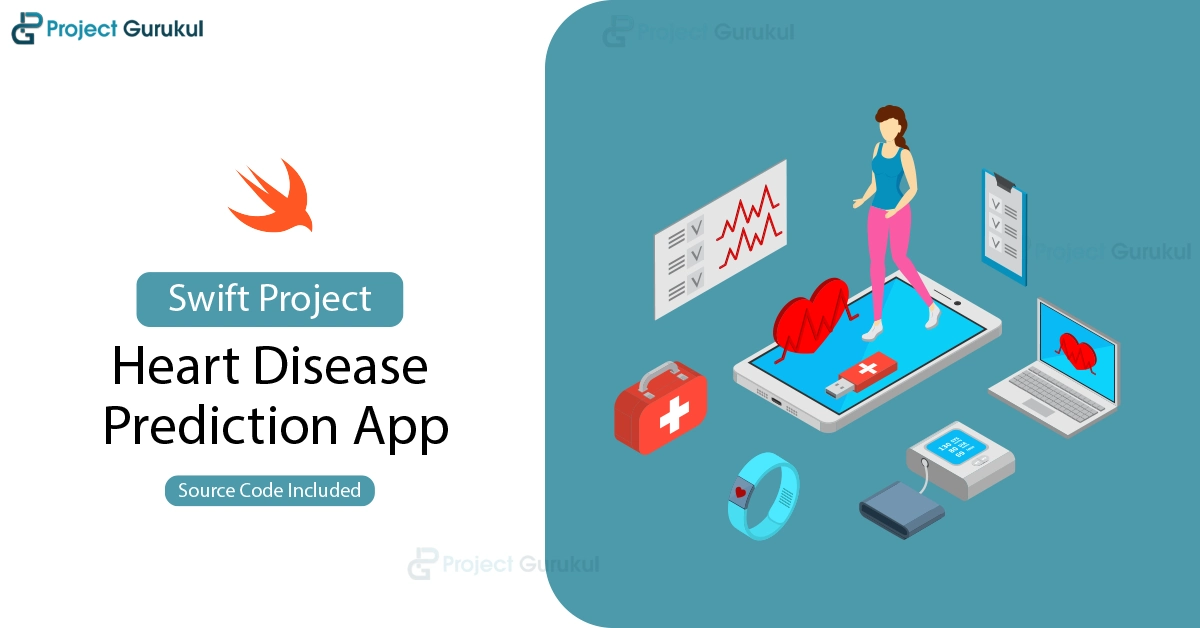 Project Gurukul
Project Gurukul
Swift Project
Heart Disease
Prediction App
Source Code Included
Project Gurukul
Project Gurukul